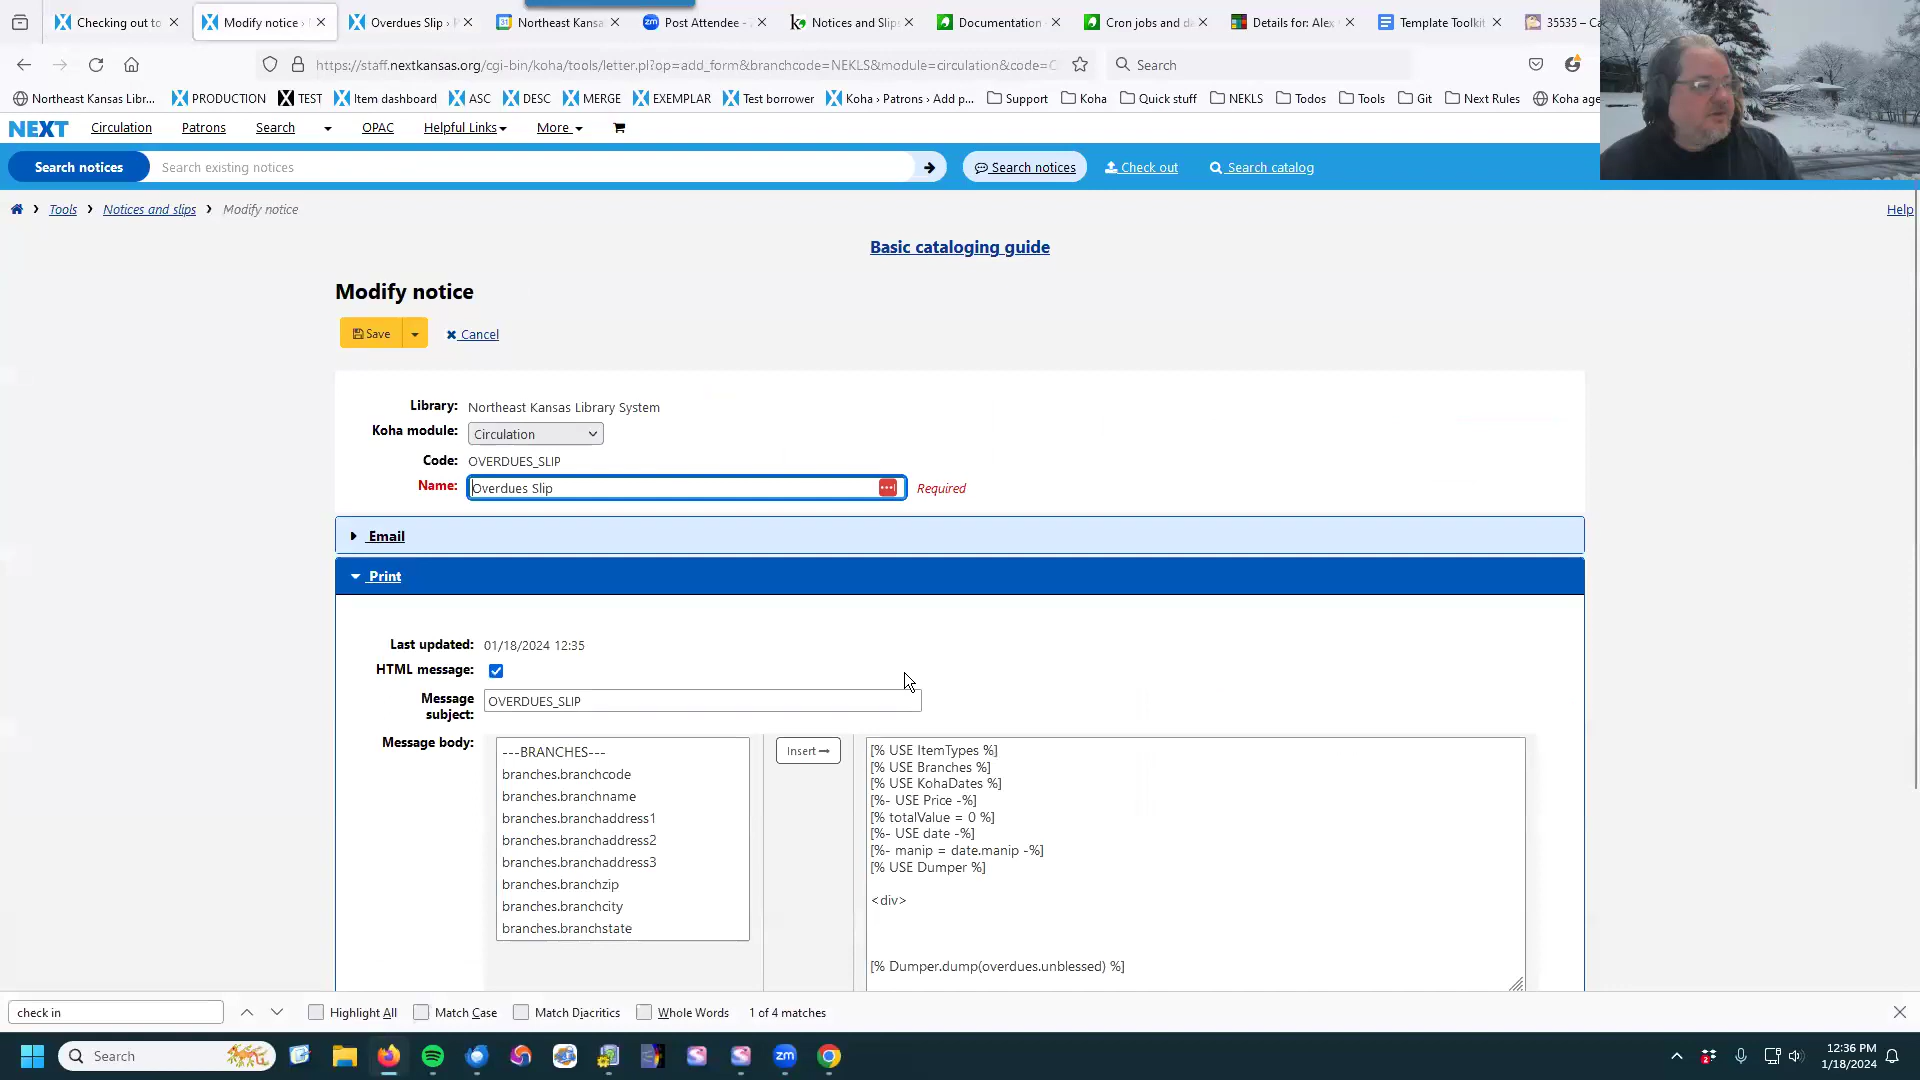 Checking out to
Modify notice ›
Overdues Slip ›
Northeast Kansa
Post Attendee -
Notices and Slip
Documentation
Cron jobs and da
Details for: Alex
Template Toolkit
35535 – Ca
https://staff.nextkansas.org/cgi-bin/koha/tools/letter.pl?op=add_form&branchcode=NEKLS&module=circulation&code=C
Search
Northeast Kansas Libr...
PRODUCTION
TEST
Item dashboard
ASC
DESC
MERGE
EXEMPLAR
Test borrower
Koha › Patrons › Add p...
Support
Koha
Quick stuff
NEKLS
Todos
Tools
Git
Next Rules
Koha age
NEXT
Circulation
Patrons
Search
OPAC
Helpful Links
More
Search notices
Search existing notices
Search notices
Check out
Search catalog
Tools
Notices and slips
Modify notice
Help
Basic cataloging guide
Modify notice
Save
Cancel
Library: Northeast Kansas Library System
Koha module: Circulation
Code: OVERDUES_SLIP
Name: Overdues Slip Required
Email
Print
Last updated: 01/18/2024 12:35
HTML message:
Message subject: OVERDUES_SLIP
Message body:
---BRANCHES---
branches.branchcode
branches.branchname
branches.branchaddress1
branches.branchaddress2
branches.branchaddress3
branches.branchzip
branches.branchcity
branches.branchstate
Insert
[% USE ItemTypes %]
[% USE Branches %]
[% USE KohaDates %]
[%- USE Price -%]
[% totalValue = 0 %]
[%- USE date -%]
[%- manip = date.manip -%]
[% USE Dumper %]
<div>
[% Dumper.dump(overdues.unblessed) %]
check in
Highlight All
Match Case
Match Diacritics
Whole Words
1 of 4 matches
Search
zm
12:36 PM
1/18/2024